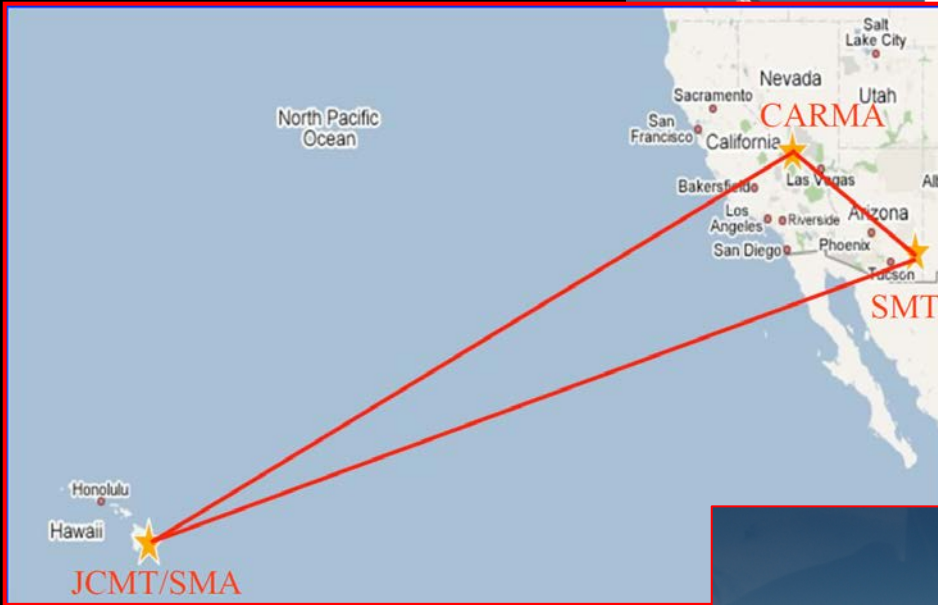 Salt
Lake City
Nevada
Utah
Sacramento
CARMA
North Pacific
Ocean
San
Francisco
California
Las Vegas
Bakersfield
Los
Angeles
Riverside
Arizona
San Diego
Phoenix
Tucson
SMT
Honolulu
Hawaii
JCMT/SMA